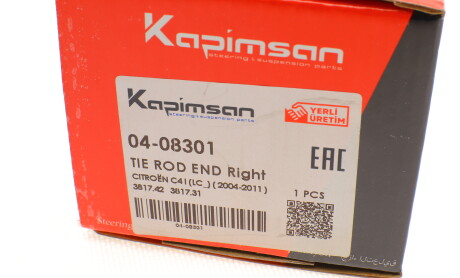 Kapimsan
steering & suspension parts
Kapimsan
steering & suspension parts
YERLİ
ÜRETİM
04-08301
TIE ROD END Right
CITROËN C4 I (LC_) (2004-2011)
3817.42 3817.31
EAC
1 PCS
04-08301
Steering